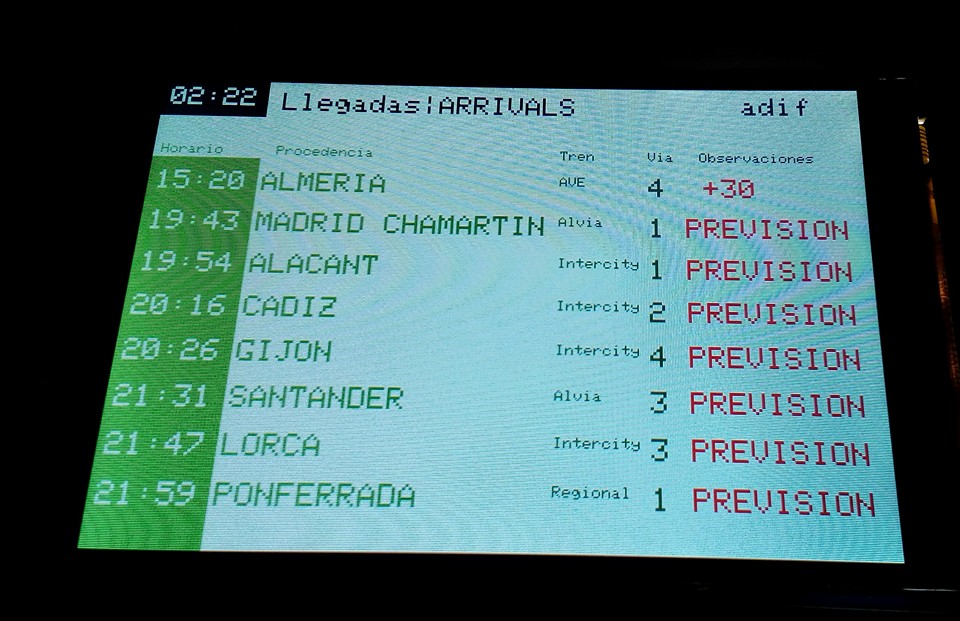 02:22 Llegadas|ARRIVALS adif
Horario Procedencia Tren Via Observaciones
15:20 ALMERIA AVE 4 +30
19:43 MADRID CHAMARTIN Alvia 1 PREVISION
19:54 ALACANT Intercity 1 PREVISION
20:16 CADIZ Intercity 2 PREVISION
20:26 GIJON Intercity 4 PREVISION
21:31 SANTANDER Alvia 3 PREVISION
21:47 LORCA Intercity 3 PREVISION
21:59 PONFERRADA Regional 1 PREVISION